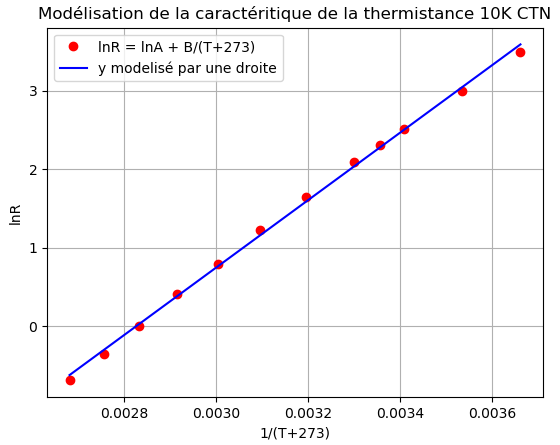 Modélisation de la caractéritique de la thermistance 10K CTN
lnR = lnA + B/(T+273)
y modelisé par une droite
lnR
3
2
1
0
0.0028
0.0030
0.0032
0.0034
0.0036
1/(T+273)